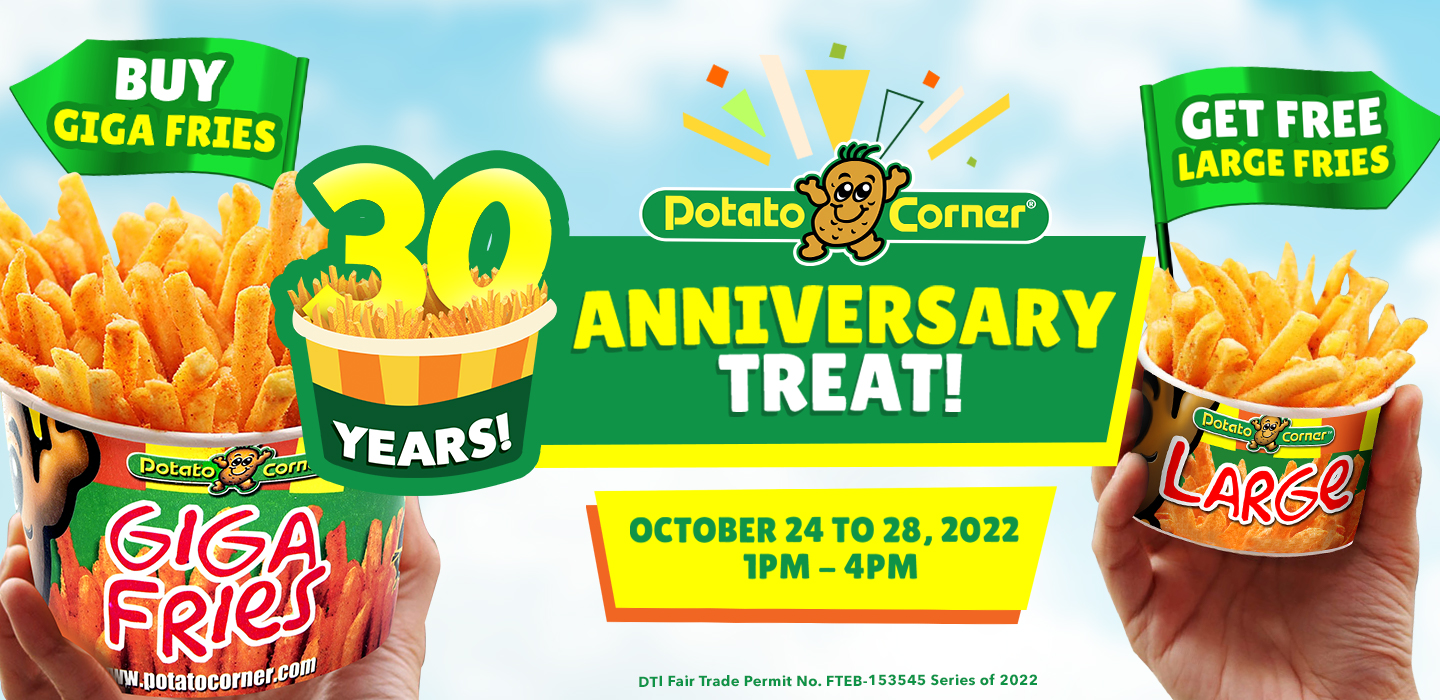 BUY
GIGA FRIES
GET FREE
LARGE FRIES
30
YEARS!
Potato Corner®
ANNIVERSARY
TREAT!
OCTOBER 24 TO 28, 2022
1PM – 4PM
Potato Corn
GIGA
FRIES
ww.potatocorner.com
Potato Corner
LARGe
DTI Fair Trade Permit No. FTEB-153545 Series of 2022